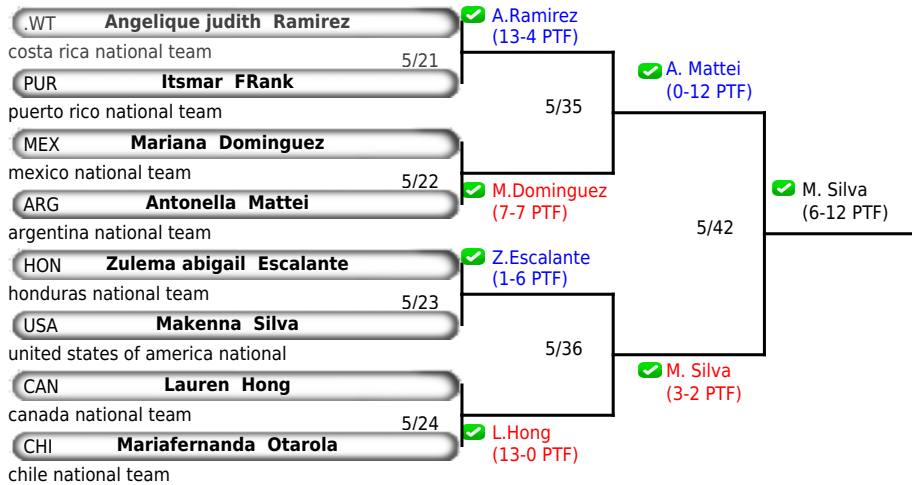 .WT Angelique judith Ramirez
costa rica national team
5/21
PUR Itsmar FRank
puerto rico national team
MEX Mariana Dominguez
mexico national team
5/22
ARG Antonella Mattei
argentina national team
HON Zulema abigail Escalante
honduras national team
5/23
USA Makenna Silva
united states of america national
CAN Lauren Hong
canada national team
5/24
CHI Mariafernanda Otarola
chile national team
A.Ramirez
(13-4 PTF)
5/35
M.Dominguez
(7-7 PTF)
Z.Escalante
(1-6 PTF)
5/36
L.Hong
(13-0 PTF)
A. Mattei
(0-12 PTF)
5/42
M. Silva
(3-2 PTF)
M. Silva
(6-12 PTF)